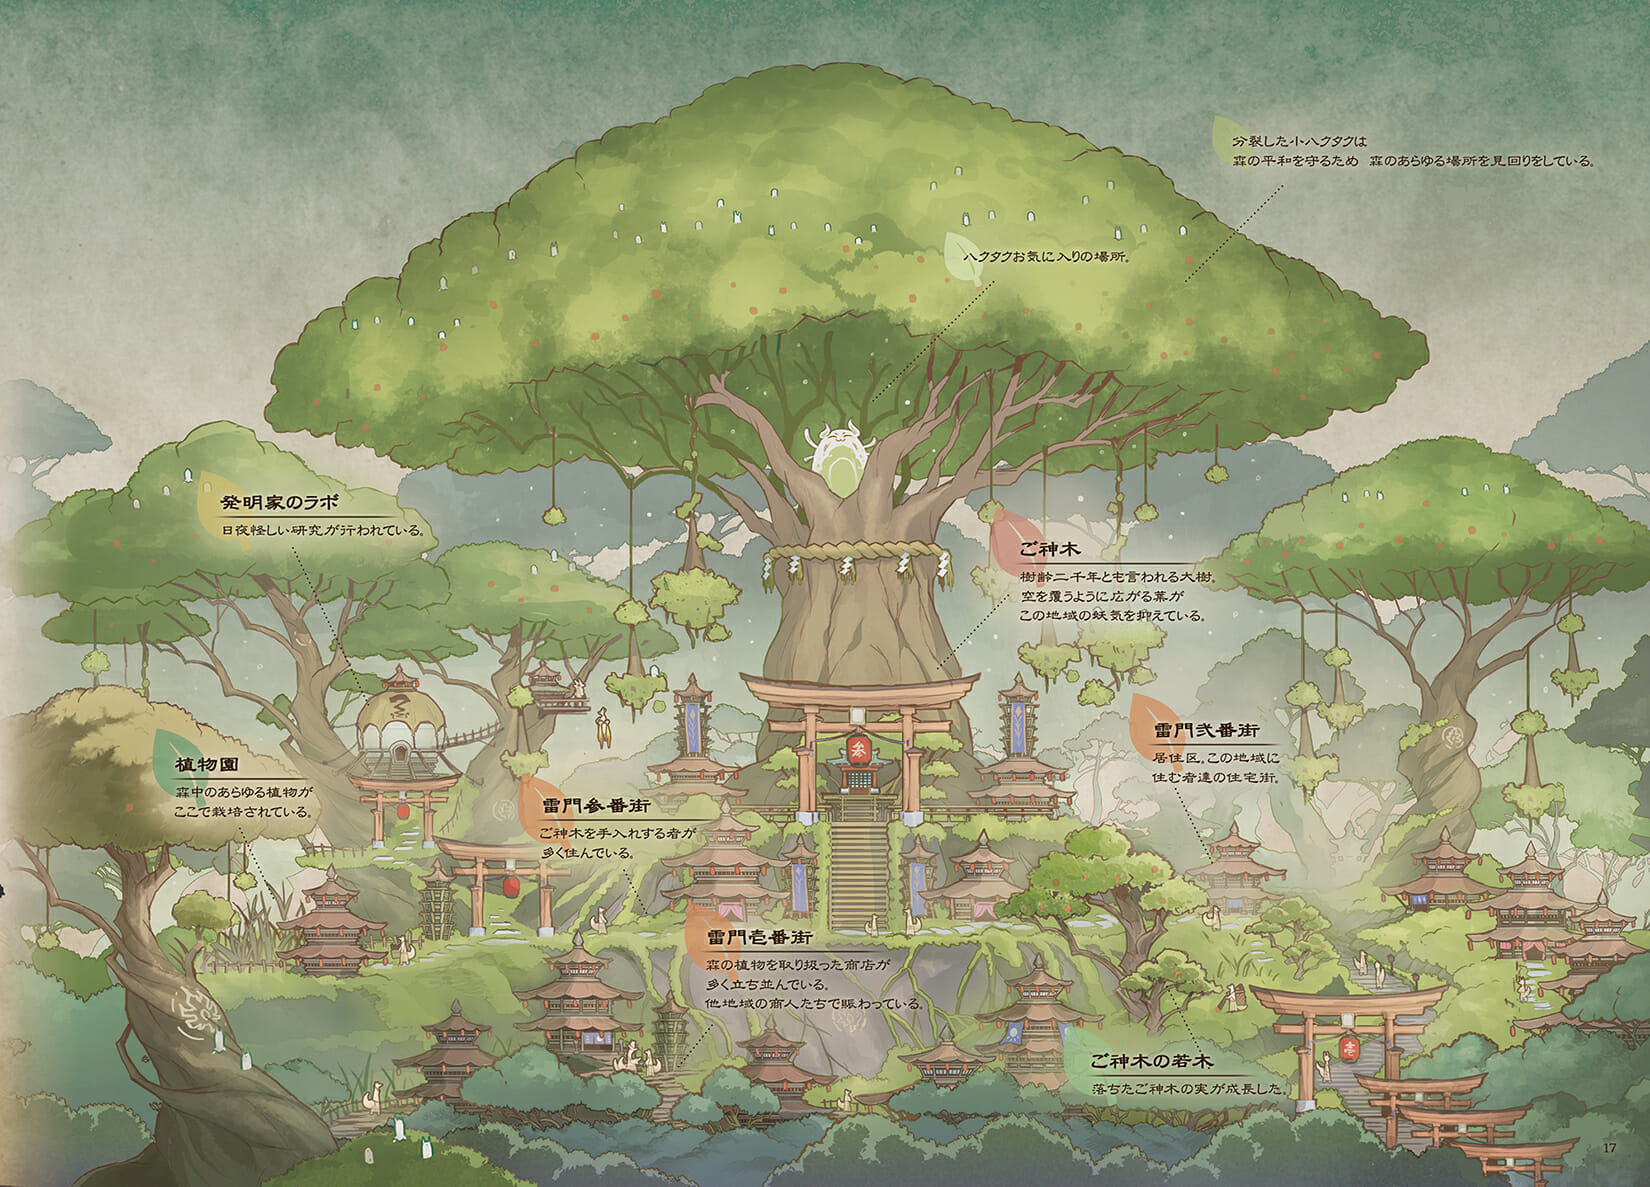 分裂した小ハクタクは
森の平和を守るため 森のあらゆる場所を見回りをしている。
ハクタクお気に入りの場所。
発明家のラボ
日夜怪しい研究が行われている。
ご神木
樹齢二千年とも言われる大樹。
空を覆うように広がる葉が
この地域の妖気を抑えている。
植物園
森中のあらゆる植物が
ここで栽培されている。
雷門弐番街
居住区。この地域に
住む者達の住宅街。
雷門参番街
ご神木を手入れする者が
多く住んでいる。
参
雷門壱番街
森の植物を取り扱った商店が
多く立ち並んでいる。
他地域の商人たちで賑わっている。
ご神木の若木
落ちたご神木の実が成長した。
壱
17